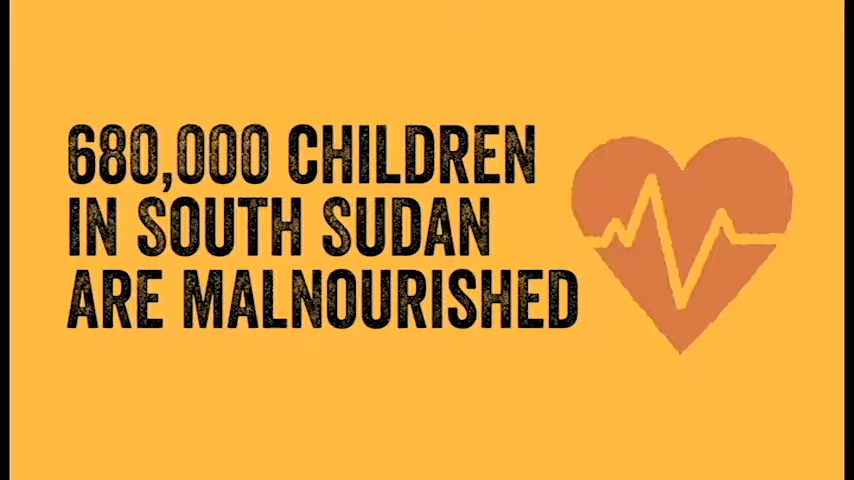 680,000 CHILDREN
IN SOUTH SUDAN
ARE MALNOURISHED